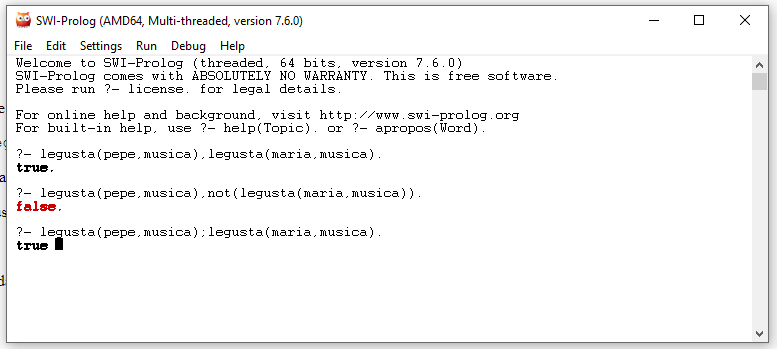 SWI-Prolog (AMD64, Multi-threaded, version 7.6.0)
File Edit Settings Run Debug Help
Welcome to SWI-Prolog (threaded, 64 bits, version 7.6.0)
SWI-Prolog comes with ABSOLUTELY NO WARRANTY. This is free software.
Please run ?- license. for legal details.
For online help and background, visit http://www.swi-prolog.org
For built-in help, use ?- help(Topic). or ?- apropos(Word).
?- legusta(pepe,musica),legusta(maria,musica).
true.
?- legusta(pepe,musica),not(legusta(maria,musica)).
false.
?- legusta(pepe,musica);legusta(maria,musica).
true